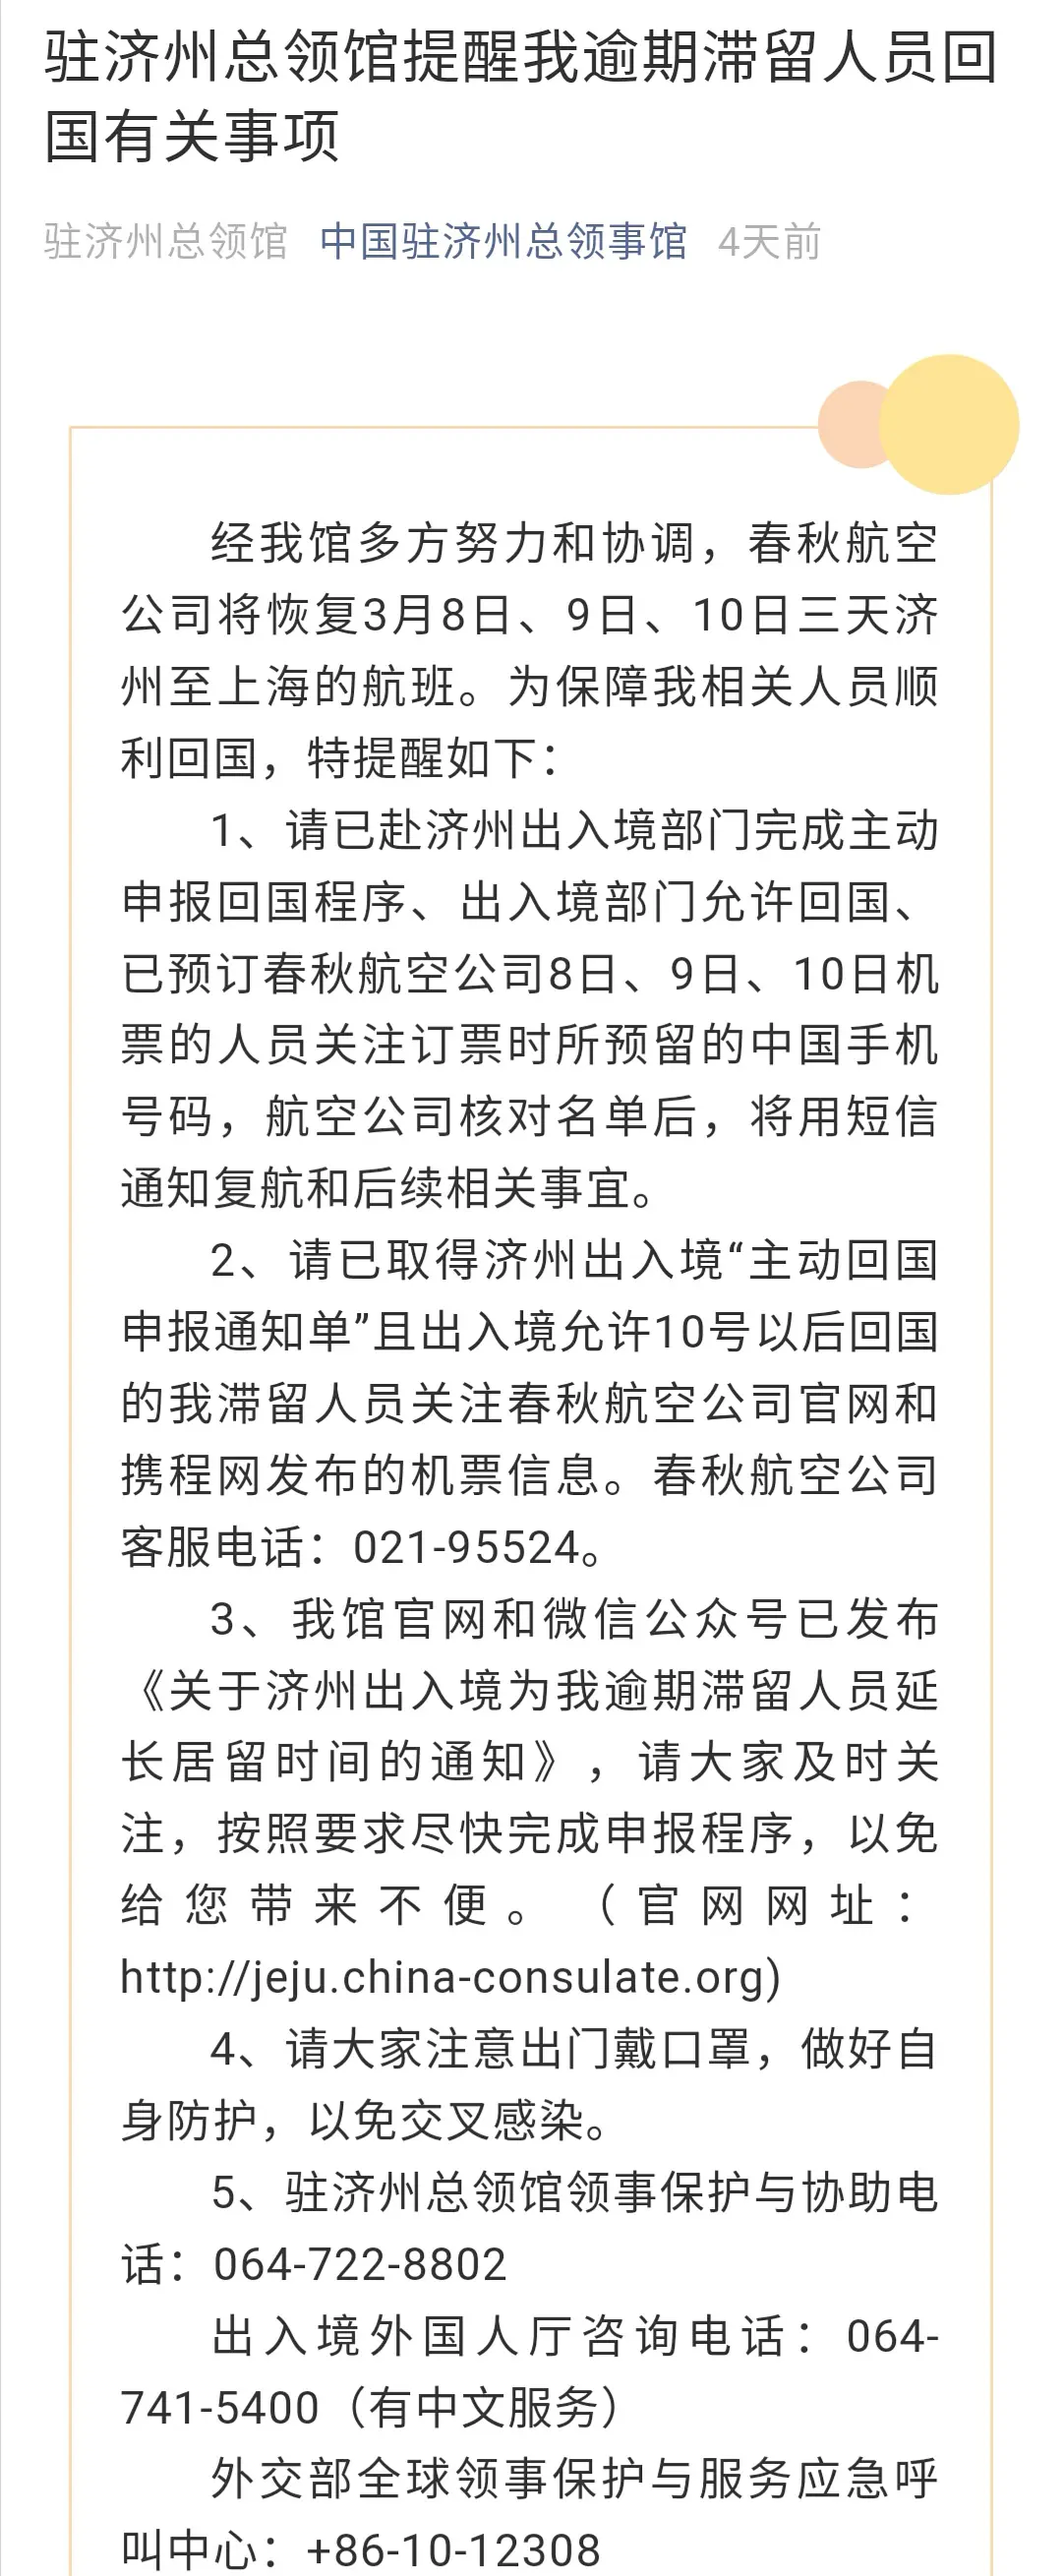 驻济州总领馆提醒我逾期滞留人员回
国有关事项
驻济州总领馆 中国驻济州总领事馆 4天前
经我馆多方努力和协调，春秋航空
公司将恢复3月8日、9日、10日三天济
州至上海的航班。为保障我相关人员顺
利回国，特提醒如下：
1、请已赴济州出入境部门完成主动
申报回国程序、出入境部门允许回国、
已预订春秋航空公司8日、9日、10日机
票的人员关注订票时所预留的中国手机
号码，航空公司核对名单后，将用短信
通知复航和后续相关事宜。
2、请已取得济州出入境“主动回国
申报通知单”且出入境允许10号以后回国
的我滞留人员关注春秋航空公司官网和
携程网发布的机票信息。春秋航空公司
客服电话：021-95524。
3、我馆官网和微信公众号已发布
《关于济州出入境为我逾期滞留人员延
长居留时间的通知》，请大家及时关
注，按照要求尽快完成申报程序，以免
给您带来不便。（官网网址：
http://jeju.china-consulate.org)
4、请大家注意出门戴口罩，做好自
身防护，以免交叉感染。
5、驻济州总领馆领事保护与协助电
话：064-722-8802
出入境外国人厅咨询电话：064-
741-5400（有中文服务）
外交部全球领事保护与服务应急呼
叫中心：+86-10-12308